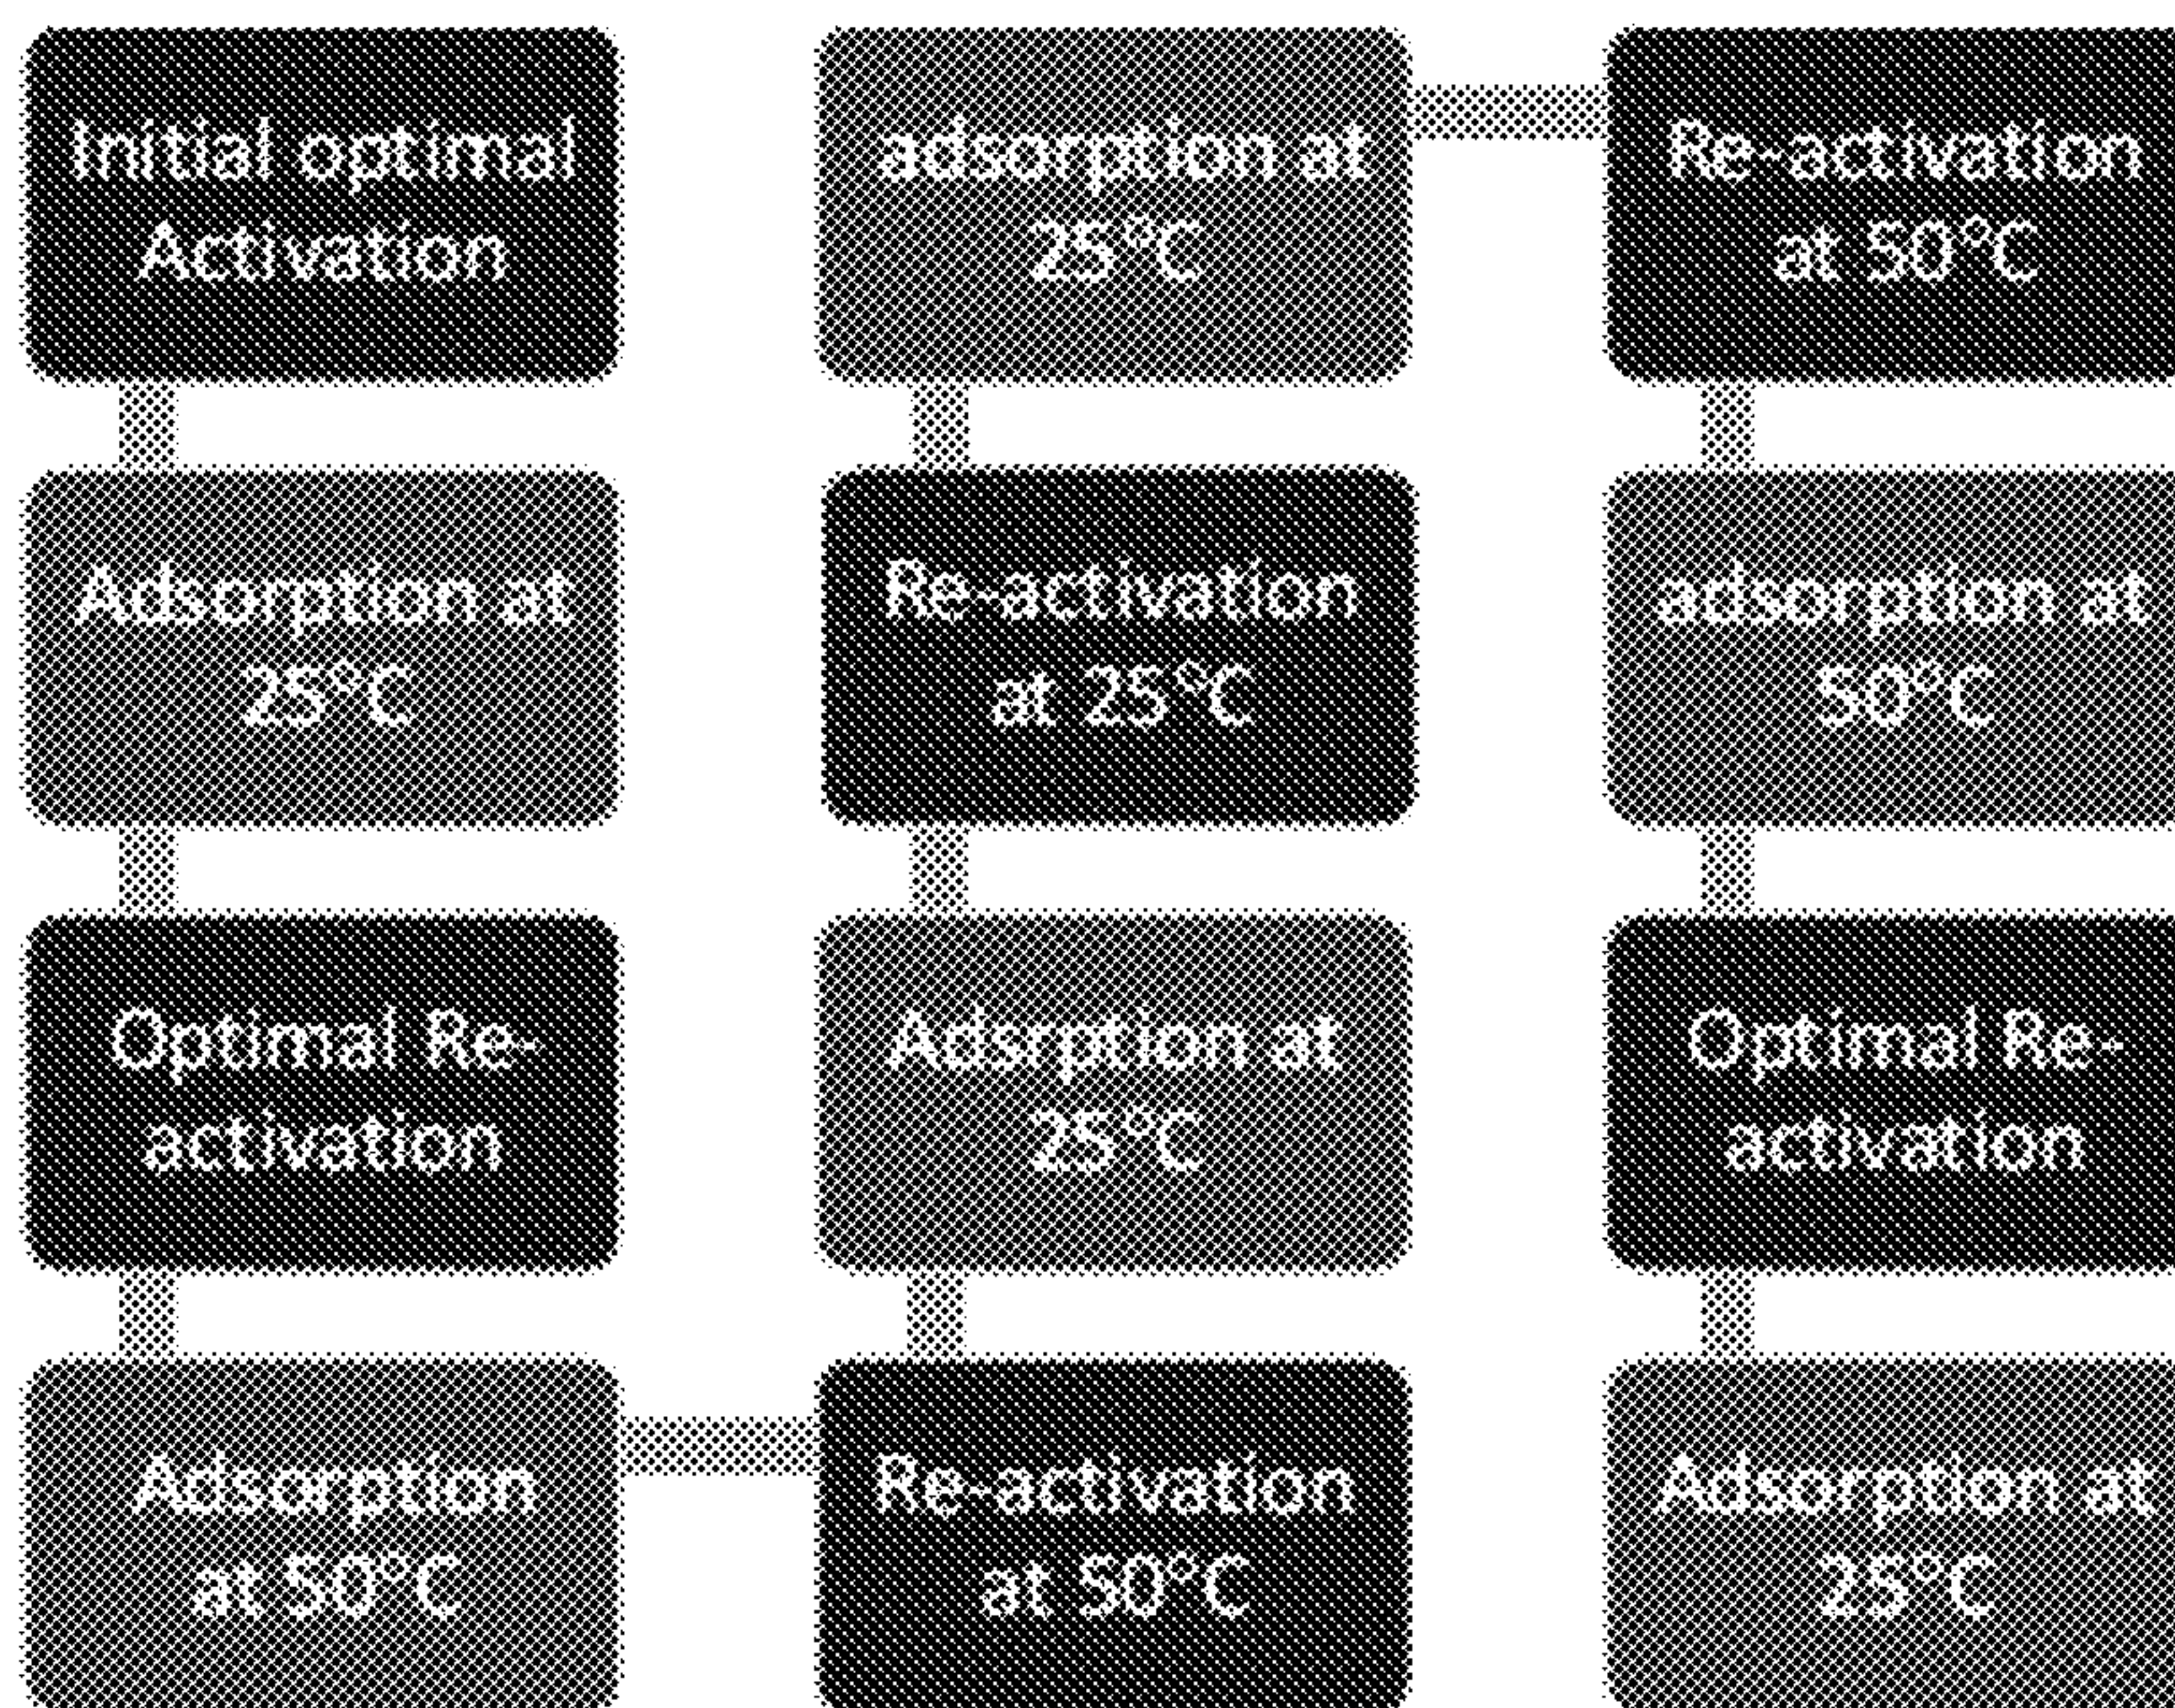 Initial optimal
Activation
Adsorption at
25°C
Optimal Re-
activation
Adsorption
at 50°C
Re-activation
at 50°C
Adsrption at
25°C
Re-activation
at 25°C
adsorption at
25°C
Re-activation
at 50°C
adsorption at
50°C
Optimal Re-
activation
Adsorption at
25°C